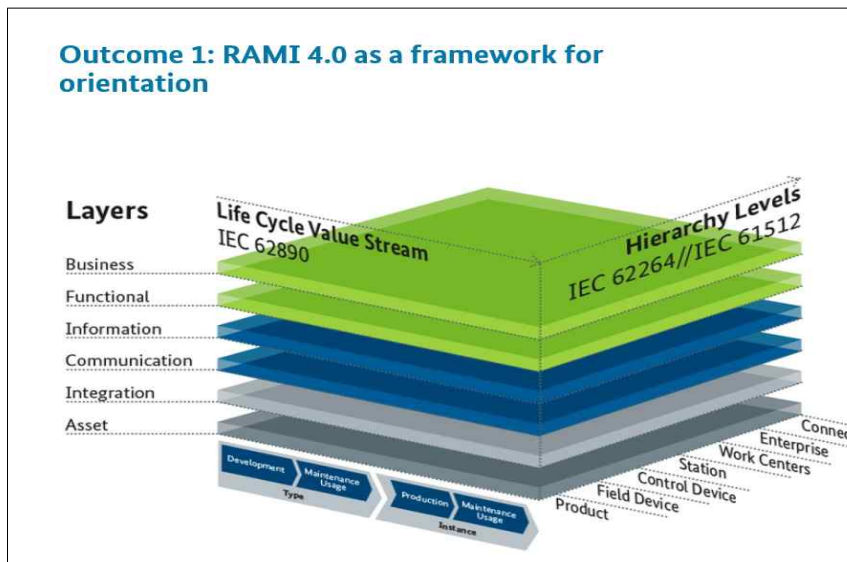 Outcome 1: RAMI 4.0 as a framework for
orientation
Layers
Life Cycle Value Stream
IEC 62890
Hierarchy Levels
IEC 62264//IEC 61512
Business
Functional
Information
Communication
Integration
Asset
Development
Maintenance
Usage
Type
Production
Maintenance
Usage
Instance
Connec
Enterprise
Work Centers
Station
Control Device
Field Device
Product